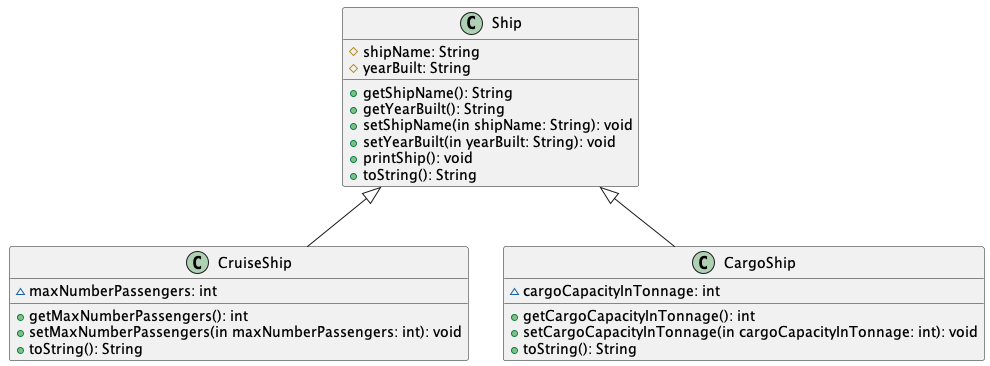 C Ship
shipName: String
yearBuilt: String
getShipName(): String
getYearBuilt(): String
setShipName(in shipName: String): void
setYearBuilt(in yearBuilt: String): void
printShip(): void
toString(): String
C CruiseShip
maxNumberPassengers: int
getMaxNumberPassengers(): int
setMaxNumberPassengers(in maxNumberPassengers: int): void
toString(): String
C CargoShip
cargoCapacityInTonnage: int
getCargoCapacityInTonnage(): int
setCargoCapacityInTonnage(in cargoCapacityInTonnage: int): void
toString(): String